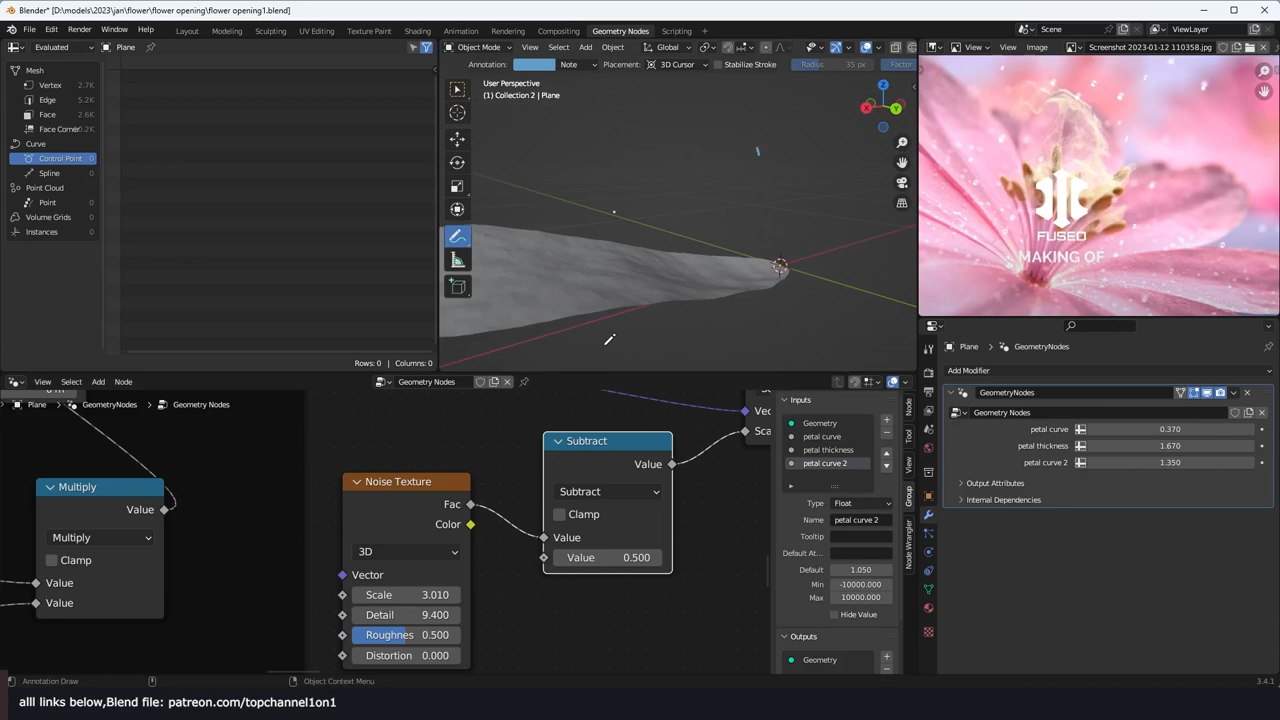 Blender* [D:\models\2023\jan\flower\flower opening\flower opening1.blend]
File Edit Render Window Help Layout Modeling Sculpting UV Editing Texture Paint Animation Rendering Compositing Geometry Nodes Scripting Scene ViewLayer
Evaluated Plane
Object Mode View Select Add Object Global
View View Image Screenshot 2023-01-12 110358.jpg
Annotation: Note Placement: 3D Cursor Stabilize Stroke Radius 35 px Factor
Mesh
Vertex 2.7K
Edge 5.2K
Face 2.6K
Face Corner
Curve
Control Point 0
Spline 0
Point Cloud
Point 0
Volume Grids
Instances 0
Rows: 0 | Columns: 0
User Perspective
(1) Collection 2 | Plane
Z
X
Y
FUSED
MAKING OF
Plane GeometryNodes
Add Modifier
GeometryNodes
Geometry Nodes
petal curve 0.370
petal thickness 1.670
petal curve 2 1.350
Output Attributes
Internal Dependencies
View Select Add Node Geometry Nodes
Plane GeometryNodes Geometry Nodes
Multiply
Value
Multiply
Clamp
Value
Value
Noise Texture
Fac
Color
3D
Vector
Scale 3.010
Detail 9.400
Roughnes 0.500
Distortion 0.000
Subtract
Value
Subtract
Clamp
Value
Value 0.500
Vec
Sca
Inputs
Geometry
petal curve
petal thickness
petal curve 2
Type Float
Name petal curve 2
Tooltip
Default At...
Default 1.050
Min -10000.000
Max 10000.000
Hide Value
Outputs
Geometry
Node
Tool
View
Group
Node Wrangler
Annotation Draw Object Context Menu 3.4.1
alll links below,Blend file: patreon.com/topchannel1on1